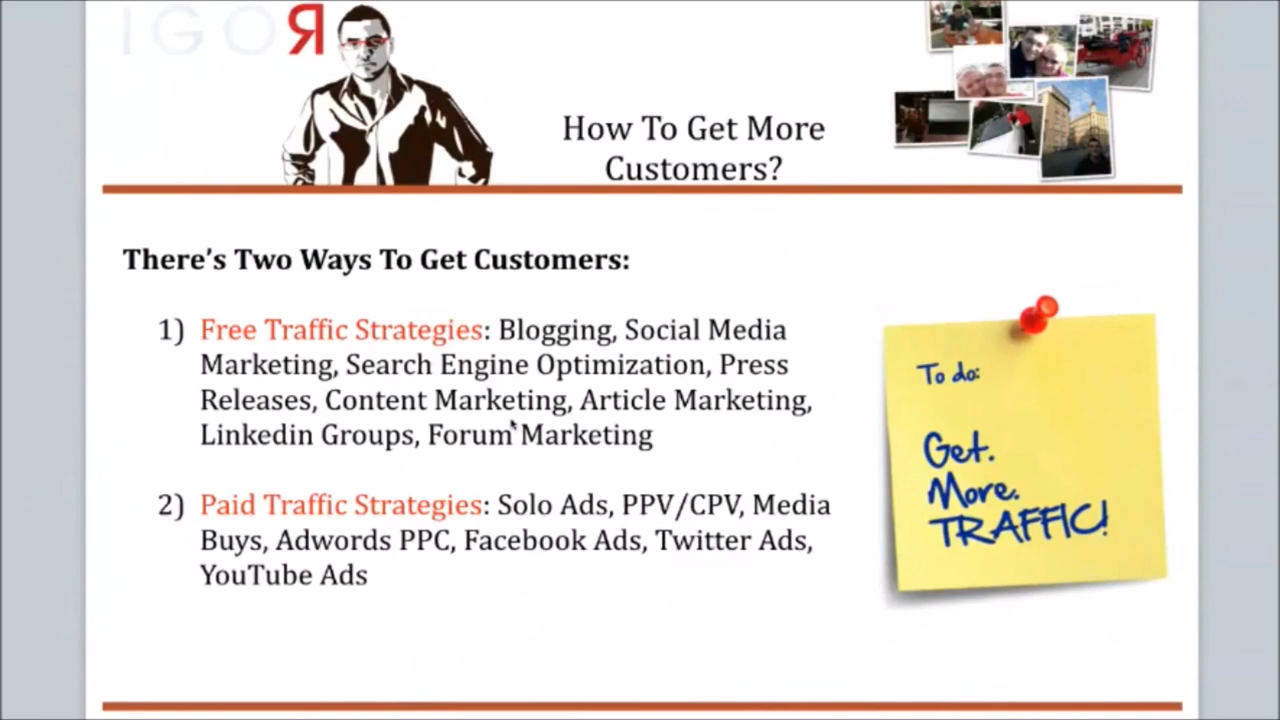 IGOЯ
How To Get More
Customers?
There’s Two Ways To Get Customers:
1) Free Traffic Strategies: Blogging, Social Media
Marketing, Search Engine Optimization, Press
Releases, Content Marketing, Article Marketing,
Linkedin Groups, Forum Marketing
2) Paid Traffic Strategies: Solo Ads, PPV/CPV, Media
Buys, Adwords PPC, Facebook Ads, Twitter Ads,
YouTube Ads
To do:
Get.
More.
TRAFFIC!